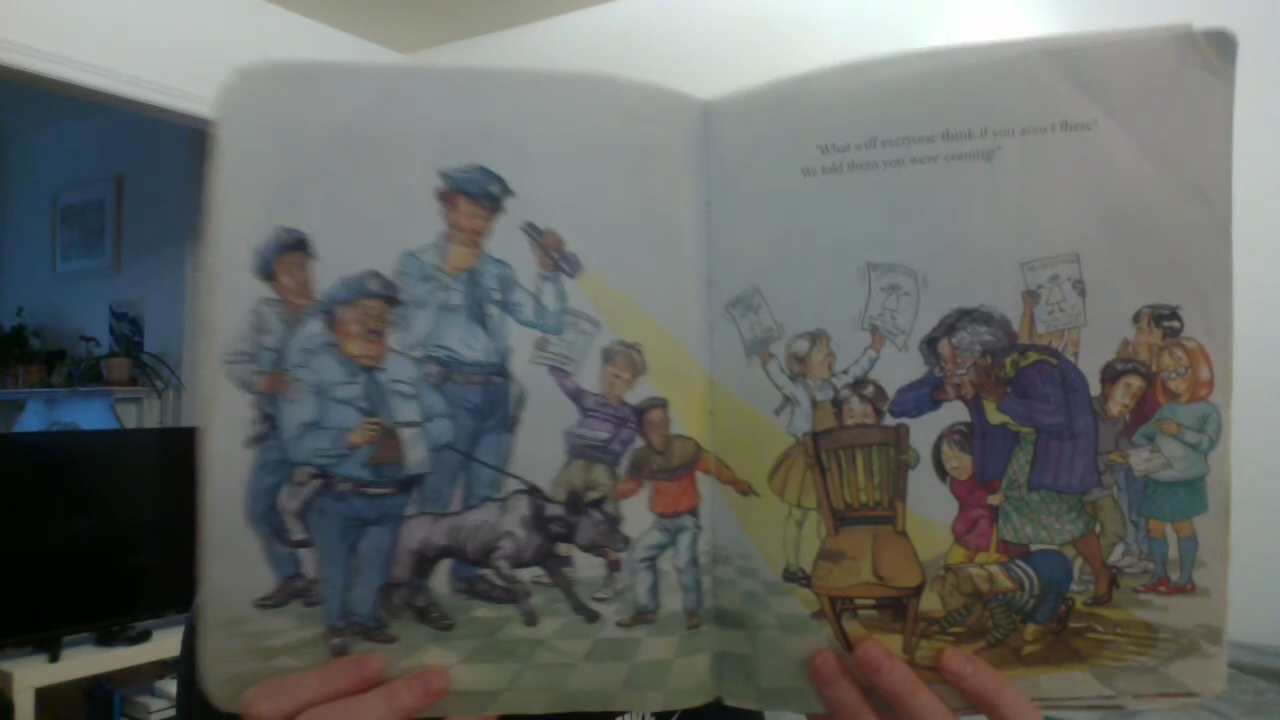 "What will everyone think if you aren't there?
We told them you were coming!"